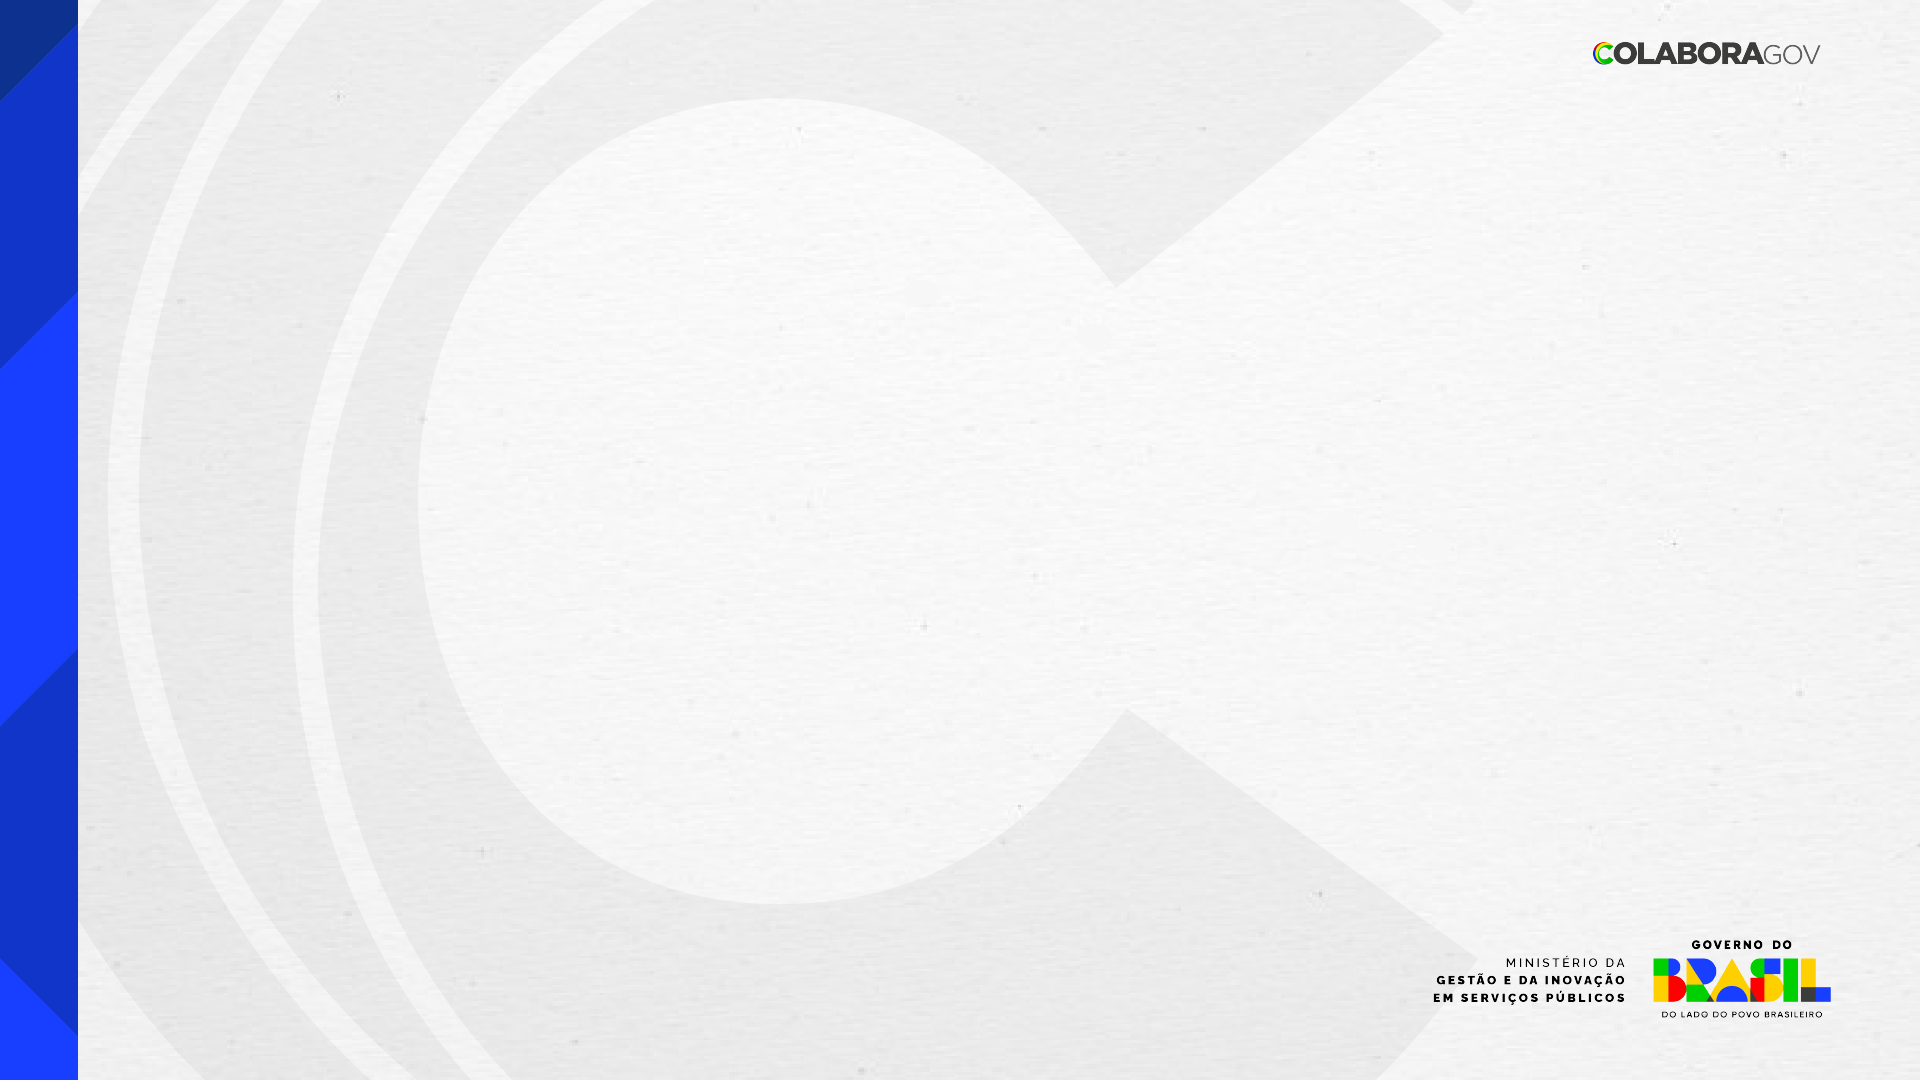 COLABORAGOV
GOVERNO DO
BRASIL
DO LADO DO POVO BRASILEIRO
MINISTÉRIO DA
GESTÃO E DA INOVAÇÃO
EM SERVIÇOS PÚBLICOS